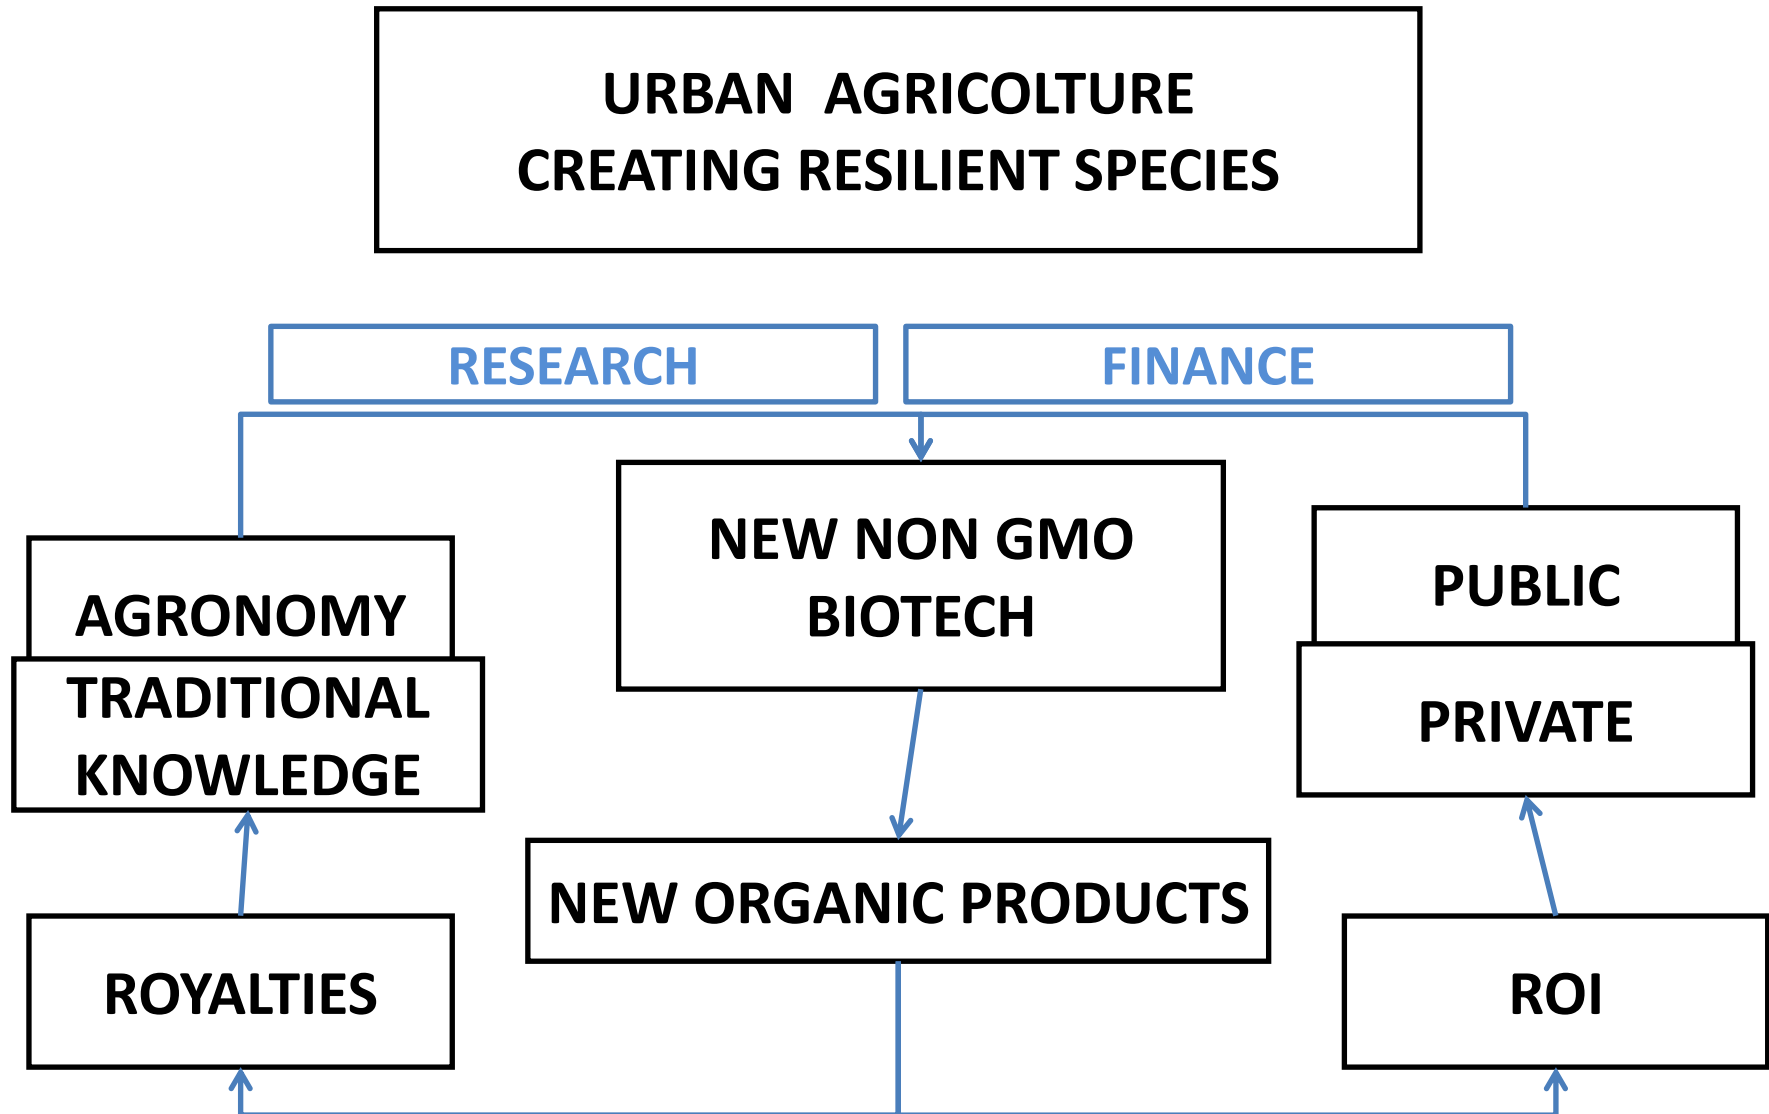 URBAN AGRICOLTURE
CREATING RESILIENT SPECIES
RESEARCH
FINANCE
NEW NON GMO
BIOTECH
AGRONOMY
TRADITIONAL
KNOWLEDGE
PUBLIC
PRIVATE
NEW ORGANIC PRODUCTS
ROYALTIES
ROI